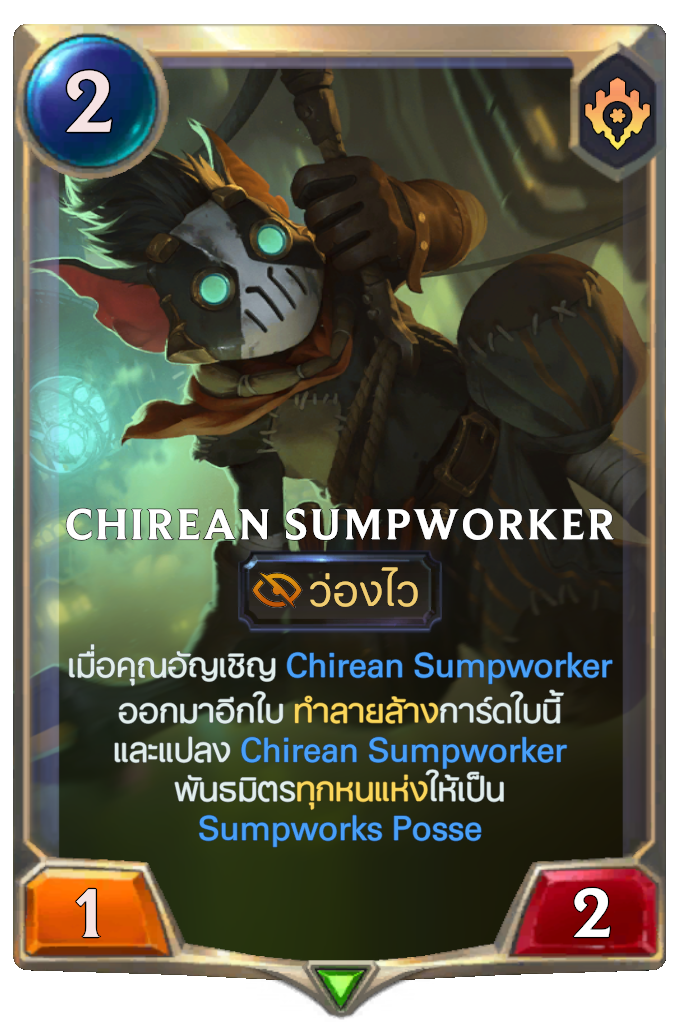 2
CHIREAN SUMPWORKER
ว่องไว
เมื่อคุณอัญเชิญ Chirean Sumpworker
ออกมาอีกใบ ทำลายล้างการ์ดใบนี้
และแปลง Chirean Sumpworker
พันธมิตรทุกหนแห่งให้เป็น
Sumpworks Posse
1
2